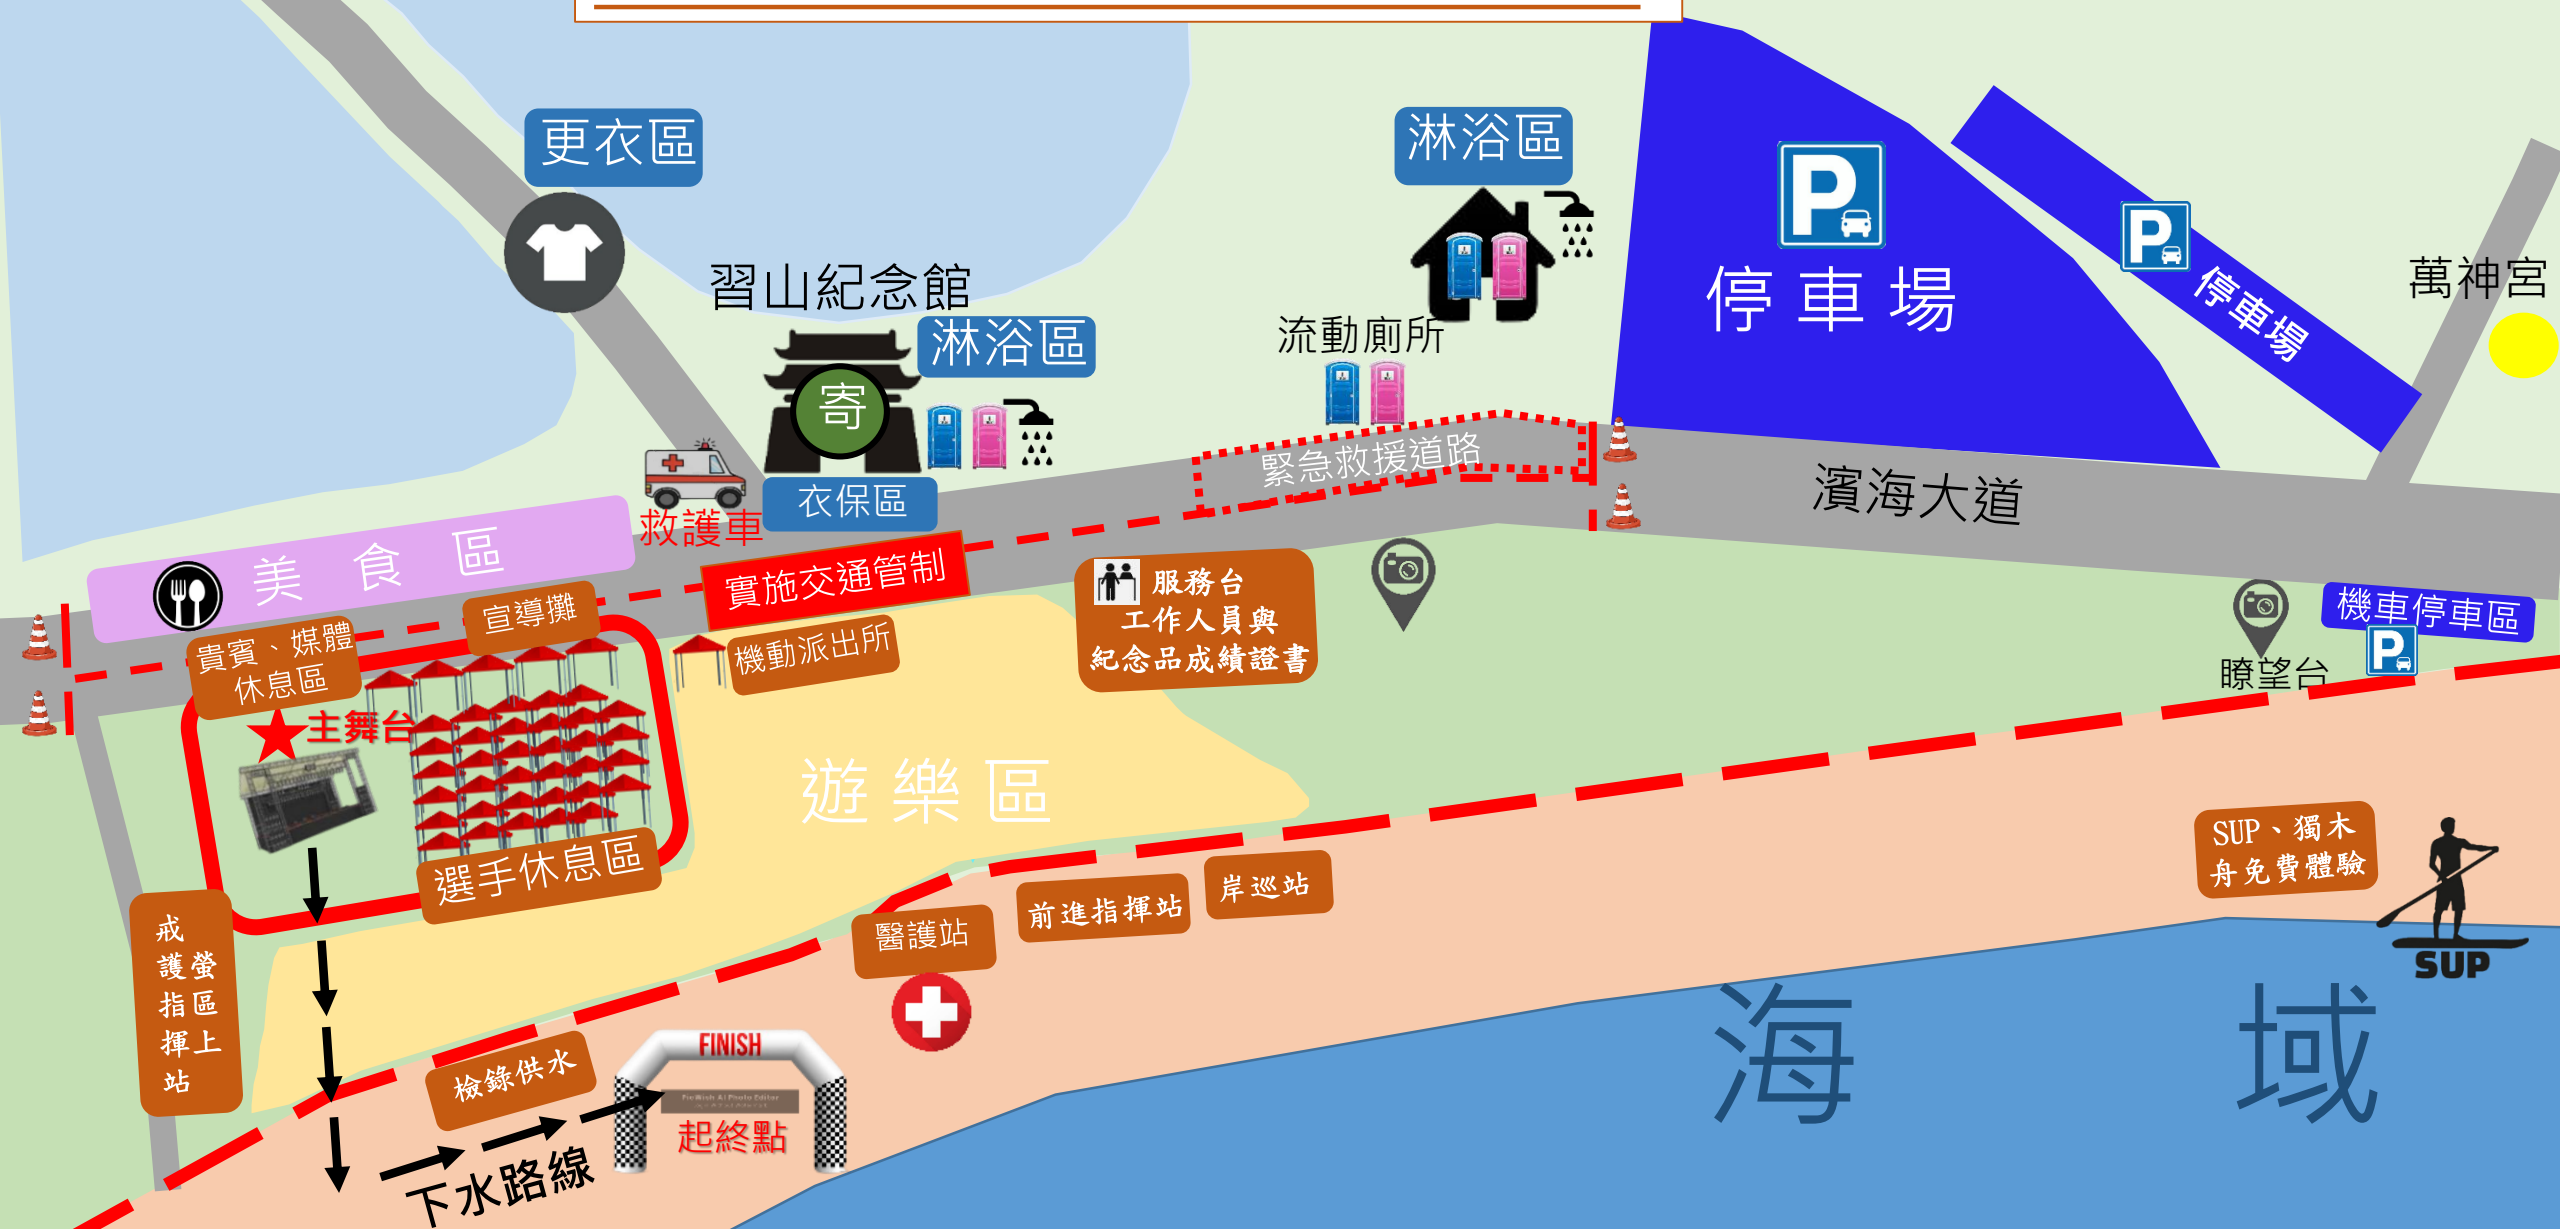 更衣區
淋浴區
P
停車場
P
停車場
萬神宮
習山紀念館
淋浴區
寄
流動廁所
衣保區
救護車
緊急救援道路
濱海大道
美食區
實施交通管制
宣導攤
機動派出所
貴賓、媒體
休息區
服務台
工作人員與
紀念品成績證書
機車停車區
P
瞭望台
主舞台
遊樂區
選手休息區
SUP、獨木
舟免費體驗
SUP
岸巡站
前進指揮站
醫護站
戒
護螢
指區
揮上
站
檢錄供水
FINISH
PicWish AI Photo Editor
起終點
下水路線
海域